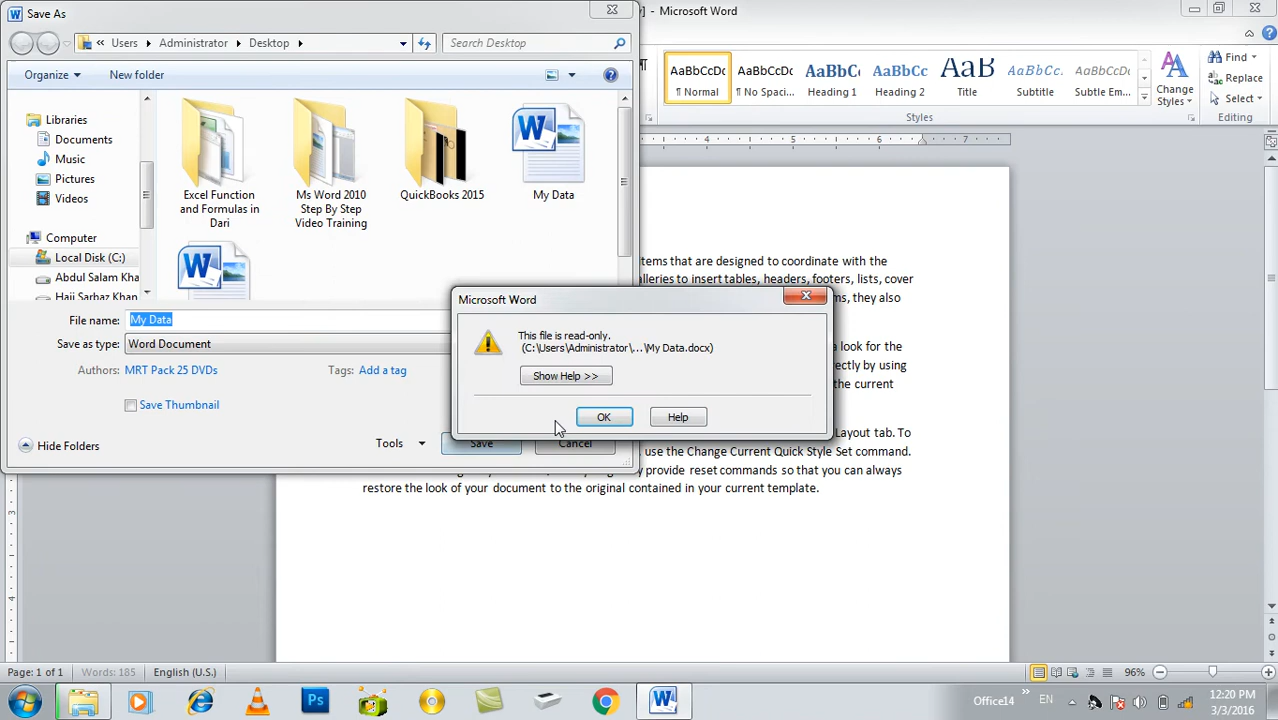 Save As
] - Microsoft Word
Users
Administrator
Desktop
Search Desktop
Organize
New folder
Libraries
Documents
Music
Pictures
Videos
Computer
Local Disk (C:)
Abdul Salam Kha
Haji Sarbaz Khan
Excel Function
and Formulas in
Dari
Ms Word 2010
Step By Step
Video Training
QuickBooks 2015
My Data
File name:
My Data
Save as type:
Word Document
Authors:
MRT Pack 25 DVDs
Tags:
Add a tag
Save Thumbnail
Hide Folders
Tools
Save
Cancel
Microsoft Word
This file is read-only.
(C:\Users\Administrator\...\My Data.docx)
Show Help >>
OK
Help
AaBbCcDc
¶ Normal
AaBbCcDc
¶ No Spaci...
AaBbC
Heading 1
AaBbCc
Heading 2
AaB
Title
AaBbCc.
Subtitle
AaBbCcDc
Subtle Em...
Change
Styles
Find
Replace
Select
Styles
Editing
4
5
6
7
items that are designed to coordinate with the
galleries to insert tables, headers, footers, lists, cover
ms, they also
a look for the
ectly by using
the current
Layout tab. To
, use the Change Current Quick Style Set command.
y provide reset commands so that you can always
restore the look of your document to the original contained in your current template.
3
4
Page: 1 of 1
Words: 185
English (U.S.)
96%
Office14
EN
12:20 PM
3/3/2016